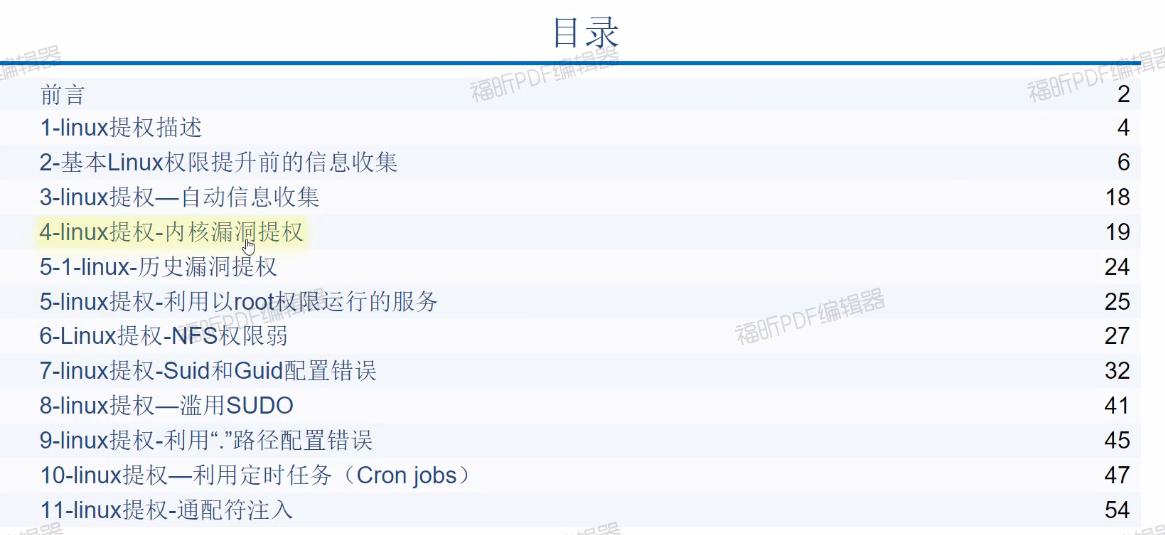 目录
前言 2
1-linux提权描述 4
2-基本Linux权限提升前的信息收集 6
3-linux提权—自动信息收集 18
4-linux提权-内核漏洞提权 19
5-1-linux-历史漏洞提权 24
5-linux提权-利用以root权限运行的服务 25
6-Linux提权-NFS权限弱 27
7-linux提权-Suid和Guid配置错误 32
8-linux提权—滥用SUDO 41
9-linux提权-利用“.”路径配置错误 45
10-linux提权—利用定时任务（Cron jobs） 47
11-linux提权-通配符注入 54
福昕PDF编辑器
福昕PDF编辑器
福昕PDF编辑器
福昕PDF编辑器
编辑器